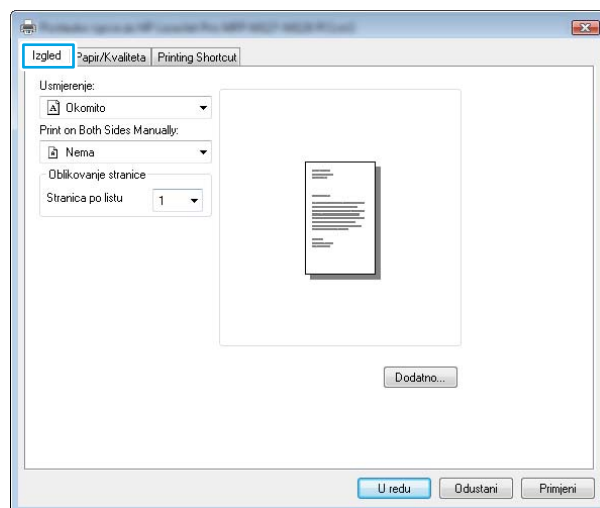 Izgled Papir/Kvaliteta Printing Shortcut
Usmjerenje:
A Okomito
Print on Both Sides Manually:
Nema
Oblikovanje stranice
Stranica po listu 1
Dodatno...
U redu Odustani Primjeni